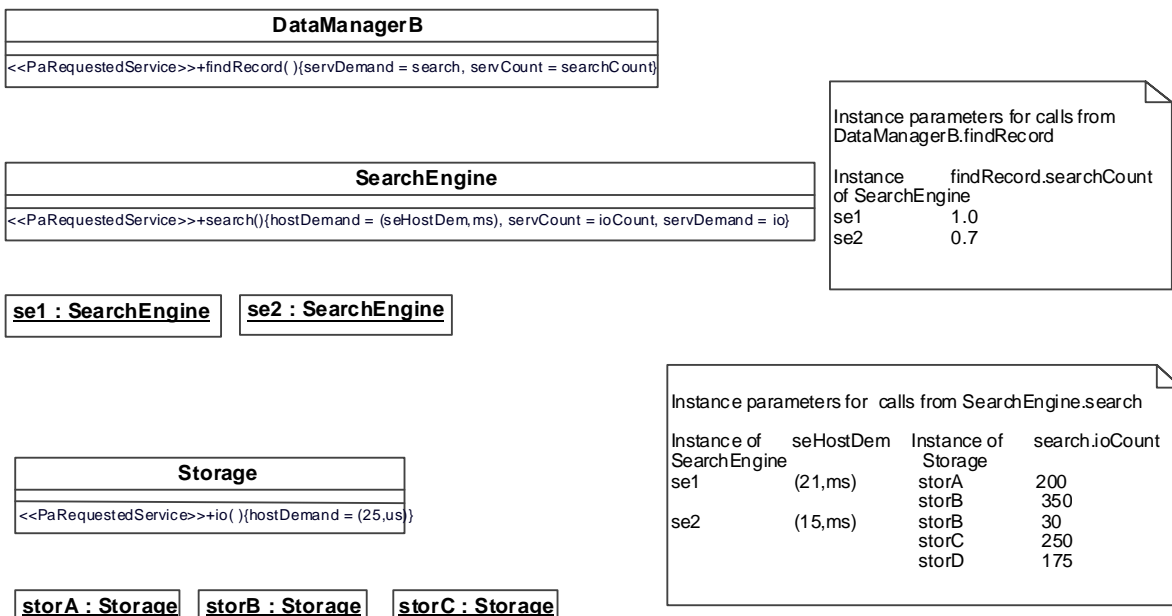 DataManagerB
<<PaRequestedService>>+findRecord( ){servDemand = search, servCount = searchCount}
Instance parameters for calls from
DataManagerB.findRecord
Instance findRecord.searchCount
of SearchEngine
se1 1.0
se2 0.7
SearchEngine
<<PaRequestedService>>+search(){hostDemand = (seHostDem,ms), servCount = ioCount, servDemand = io}
se1 : SearchEngine
se2 : SearchEngine
Instance parameters for calls from SearchEngine.search
Instance of seHostDem Instance of search.ioCount
SearchEngine Storage
se1 (21,ms) storA 200
storB 350
se2 (15,ms) storB 30
storC 250
storD 175
Storage
<<PaRequestedService>>+io( ){hostDemand = (25,us)}
storA : Storage
storB : Storage
storC : Storage